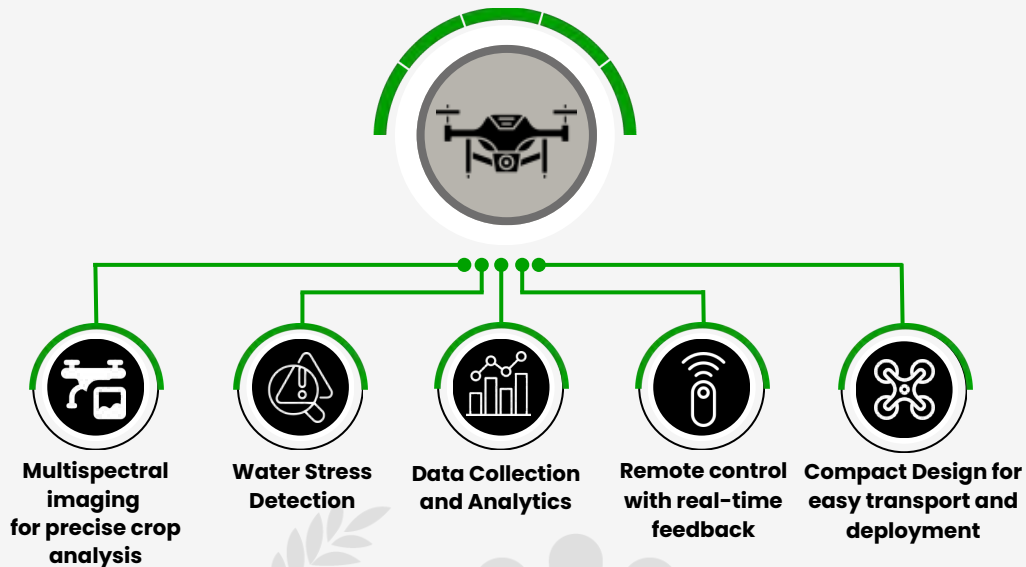 Multispectral
imaging
for precise crop
analysis
Water Stress
Detection
Data Collection
and Analytics
Remote control
with real-time
feedback
Compact Design for
easy transport and
deployment